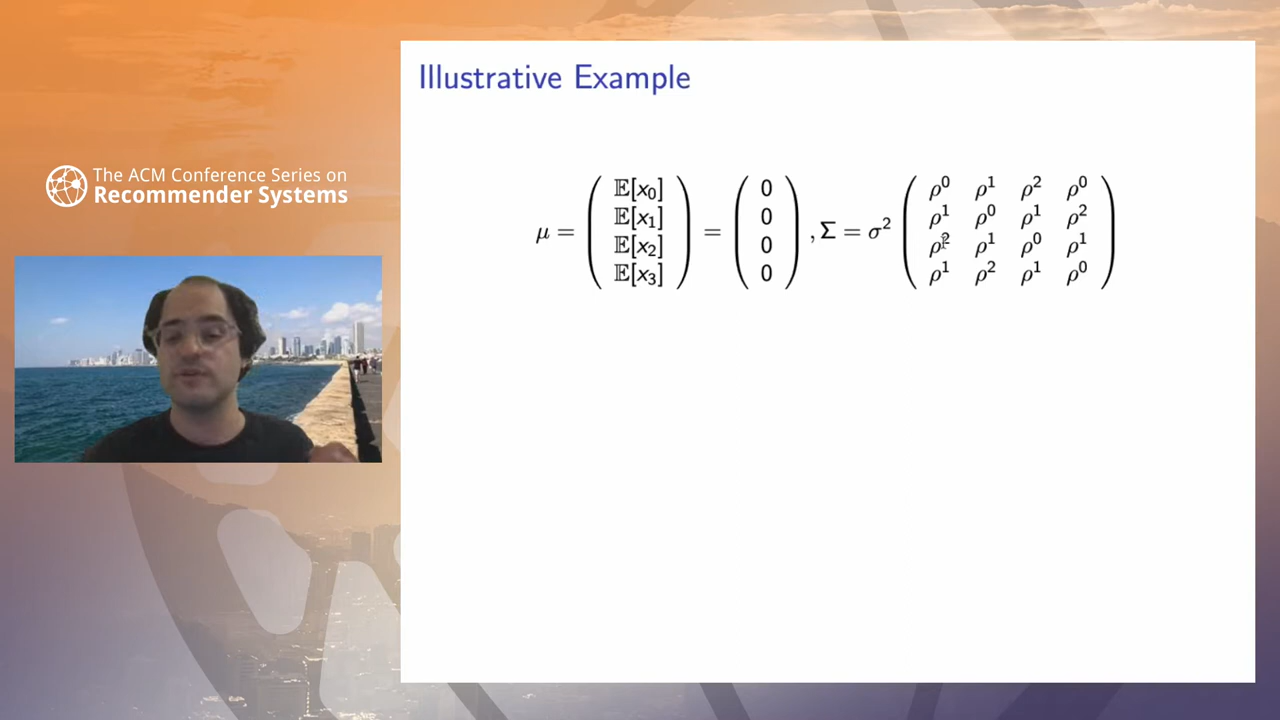 The ACM Conference Series on
Recommender Systems
Illustrative Example
μ = ( 𝔼[x₀] 𝔼[x₁] 𝔼[x₂] 𝔼[x₃] ) = ( 0 0 0 0 ) , Σ = σ² ( ρ⁰ ρ¹ ρ² ρ⁰
ρ¹ ρ⁰ ρ¹ ρ²
ρ² ρ¹ ρ⁰ ρ¹
ρ¹ ρ² ρ¹ ρ⁰ )